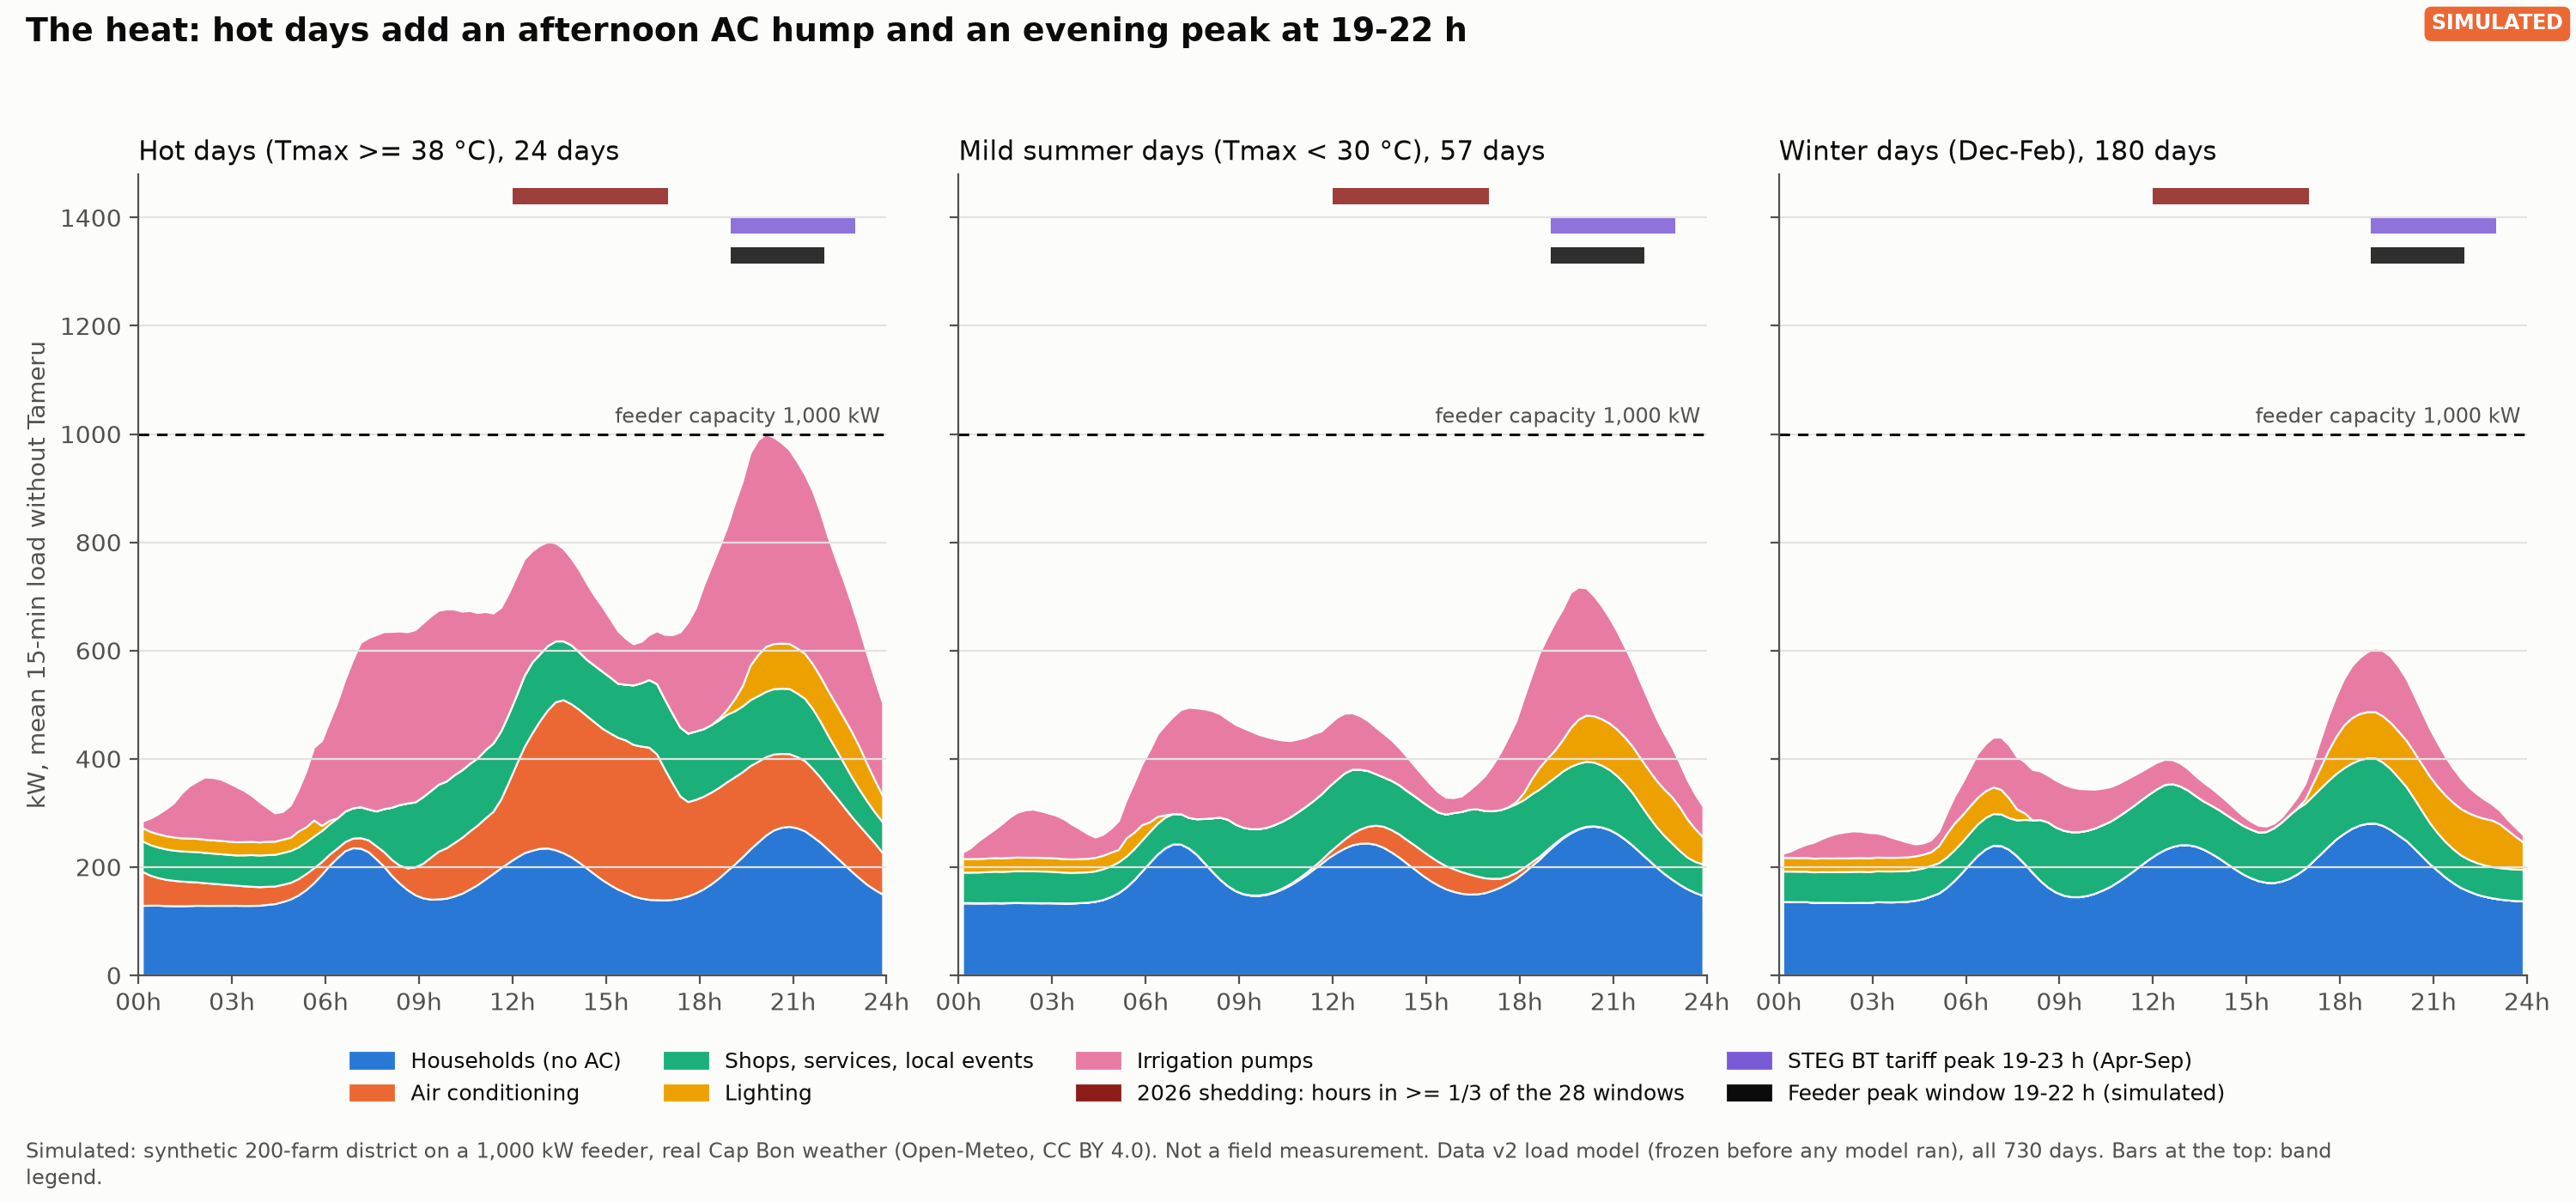 The heat: hot days add an afternoon AC hump and an evening peak at 19-22 h
SIMULATED
Hot days (Tmax >= 38 °C), 24 days
Mild summer days (Tmax < 30 °C), 57 days
Winter days (Dec-Feb), 180 days
kW, mean 15-min load without Tameru
1400
1200
1000
800
600
400
200
0
feeder capacity 1,000 kW
feeder capacity 1,000 kW
feeder capacity 1,000 kW
00h 03h 06h 09h 12h 15h 18h 21h 24h
00h 03h 06h 09h 12h 15h 18h 21h 24h
00h 03h 06h 09h 12h 15h 18h 21h 24h
Households (no AC)
Air conditioning
Shops, services, local events
Lighting
Irrigation pumps
2026 shedding: hours in >= 1/3 of the 28 windows
STEG BT tariff peak 19-23 h (Apr-Sep)
Feeder peak window 19-22 h (simulated)
Simulated: synthetic 200-farm district on a 1,000 kW feeder, real Cap Bon weather (Open-Meteo, CC BY 4.0). Not a field measurement. Data v2 load model (frozen before any model ran), all 730 days. Bars at the top: band
legend.